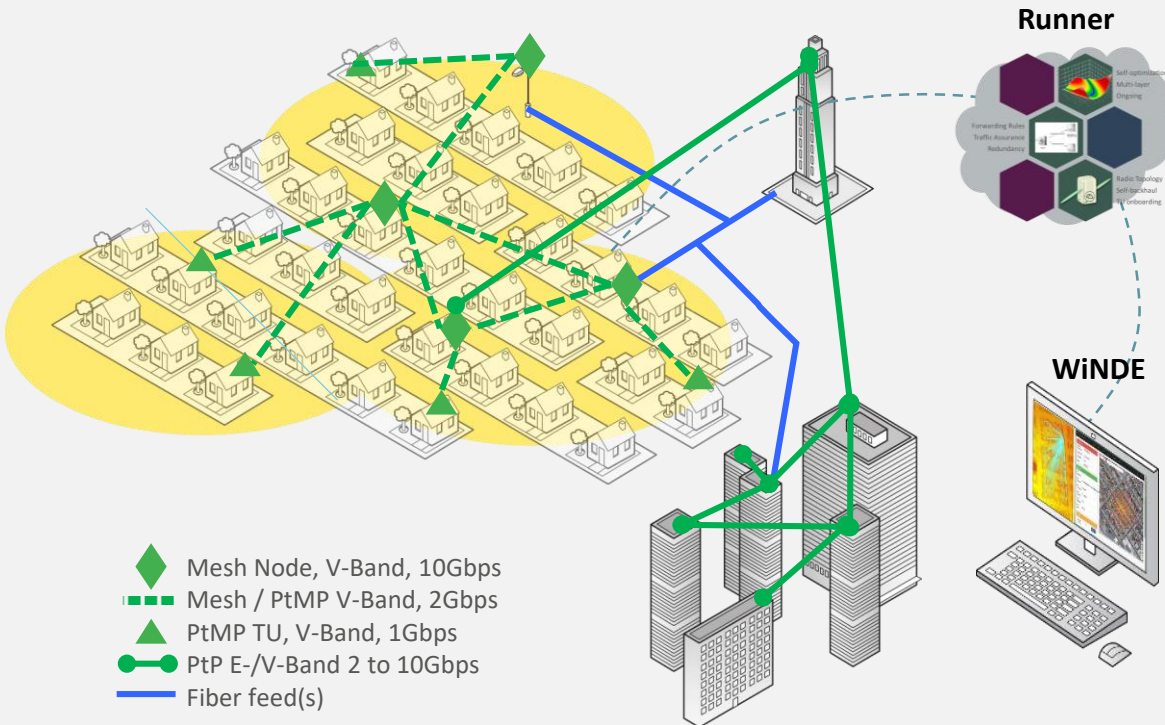 Runner
Self-optimization
Multi-layer
Ongoing
Forwarding Rules
Traffic Assurance
Redundancy
Radio Topology
Self-backhaul
onboarding
WiNDE
Mesh Node, V-Band, 10Gbps
Mesh / PtMP V-Band, 2Gbps
PtMP TU, V-Band, 1Gbps
PtP E-/V-Band 2 to 10Gbps
Fiber feed(s)